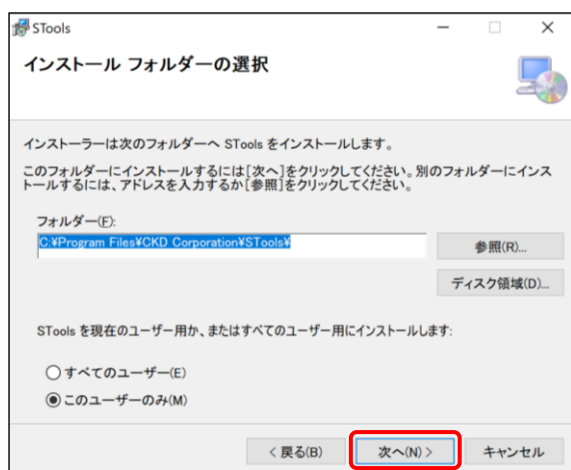 STools
インストール フォルダーの選択
インストーラーは次のフォルダーへ STools をインストールします。
このフォルダーにインストールするには[次へ]をクリックしてください。別のフォルダーにインス
トールするには、アドレスを入力するか[参照]をクリックしてください。
フォルダー(F):
C:¥Program Files¥CKD Corporation¥STools¥
参照(R)...
ディスク領域(D)...
STools を現在のユーザー用か、またはすべてのユーザー用にインストールします:
すべてのユーザー(E)
このユーザーのみ(M)
< 戻る(B)
次へ(N) >
キャンセル